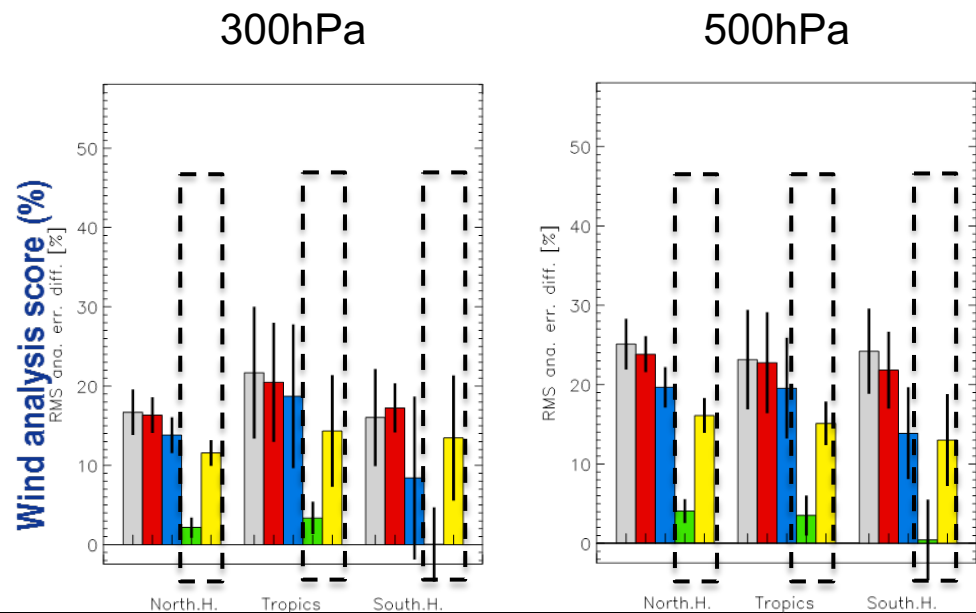 300hPa
500hPa
Wind analysis score (%)
RMS ana. err. diff. [%]
50
40
30
20
10
0
North.H. Tropics South.H.
RMS ana. err. diff. [%]
50
40
30
20
10
0
North.H. Tropics South.H.